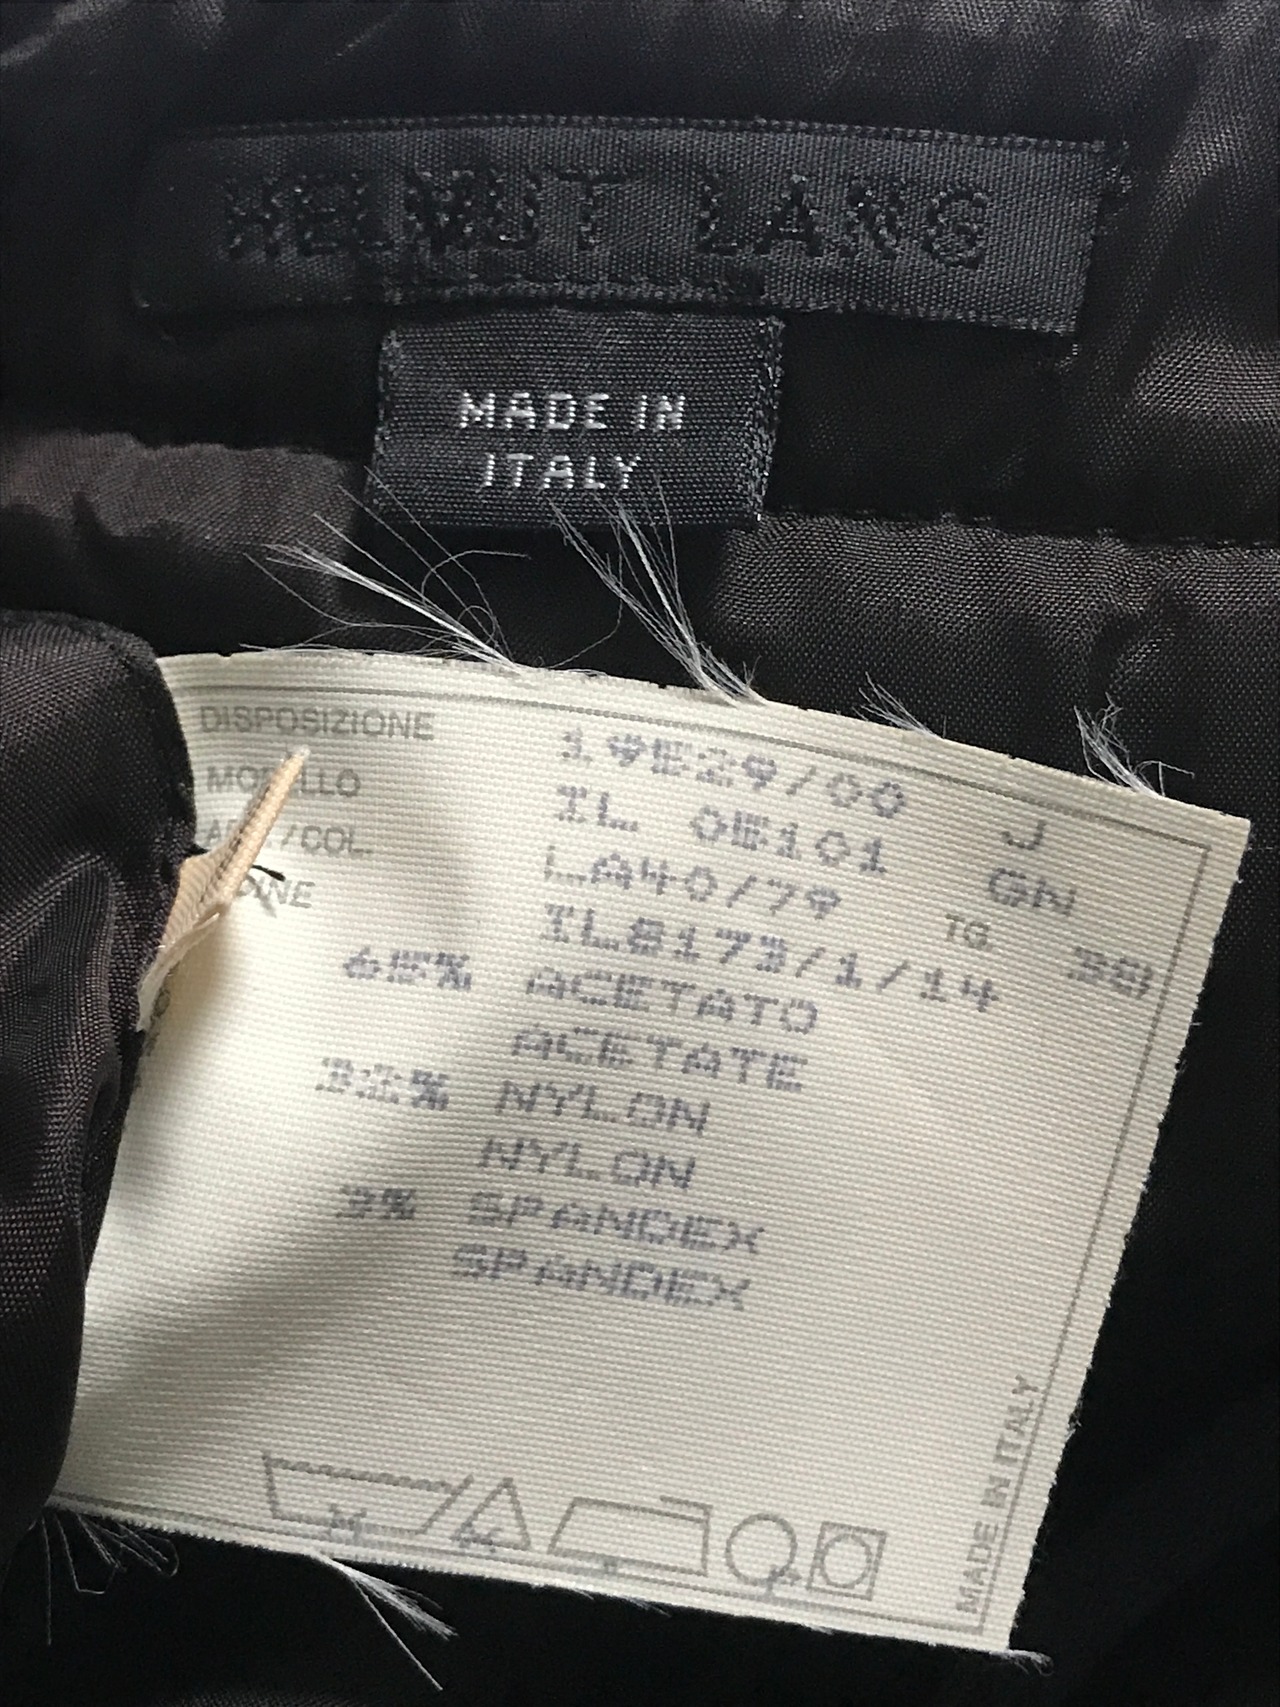 HELMUT LANG
MADE IN
ITALY
DISPOSIZIONE 19E29/00 J
MODELLO IL 0E101 GN
/COL. LA40/79
TG. 38
IL8173/1/14
65% ACETATO
ACETATE
32% NYLON
NYLON
3% SPANDEX
SPANDEX
MADE IN ITALY